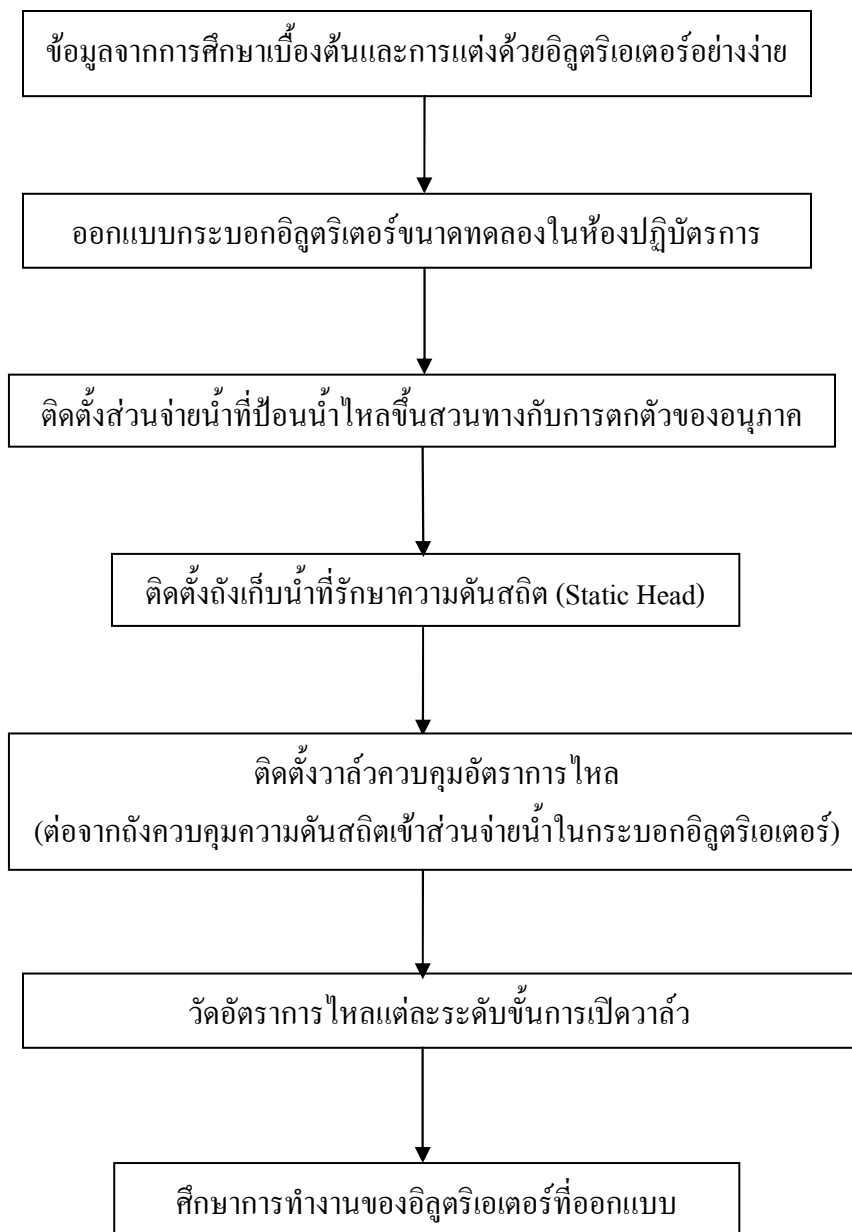 ข้อมูลจากการศึกษาเบื้องต้นและการแต่งด้วยอิลูตริเอเตอร์อย่างง่าย
ออกแบบกระบอกอิลูตริเตอร์ขนาดทดลองในห้องปฏิบัตรการ
ติดตั้งส่วนจ่ายน้ำที่ป้อนน้ำไหลขึ้นสวนทางกับการตกตัวของอนุภาค
ติดตั้งถังเก็บน้ำที่รักษาความดันสถิต (Static Head)
ติดตั้งวาล์วควบคุมอัตราการไหล
(ต่อจากถังควบคุมความดันสถิตเข้าส่วนจ่ายน้ำในกระบอกอิลูตริเอเตอร์)
วัดอัตราการไหลแต่ละระดับขั้นการเปิดวาล์ว
ศึกษาการทำงานของอิลูตริเอเตอร์ที่ออกแบบ